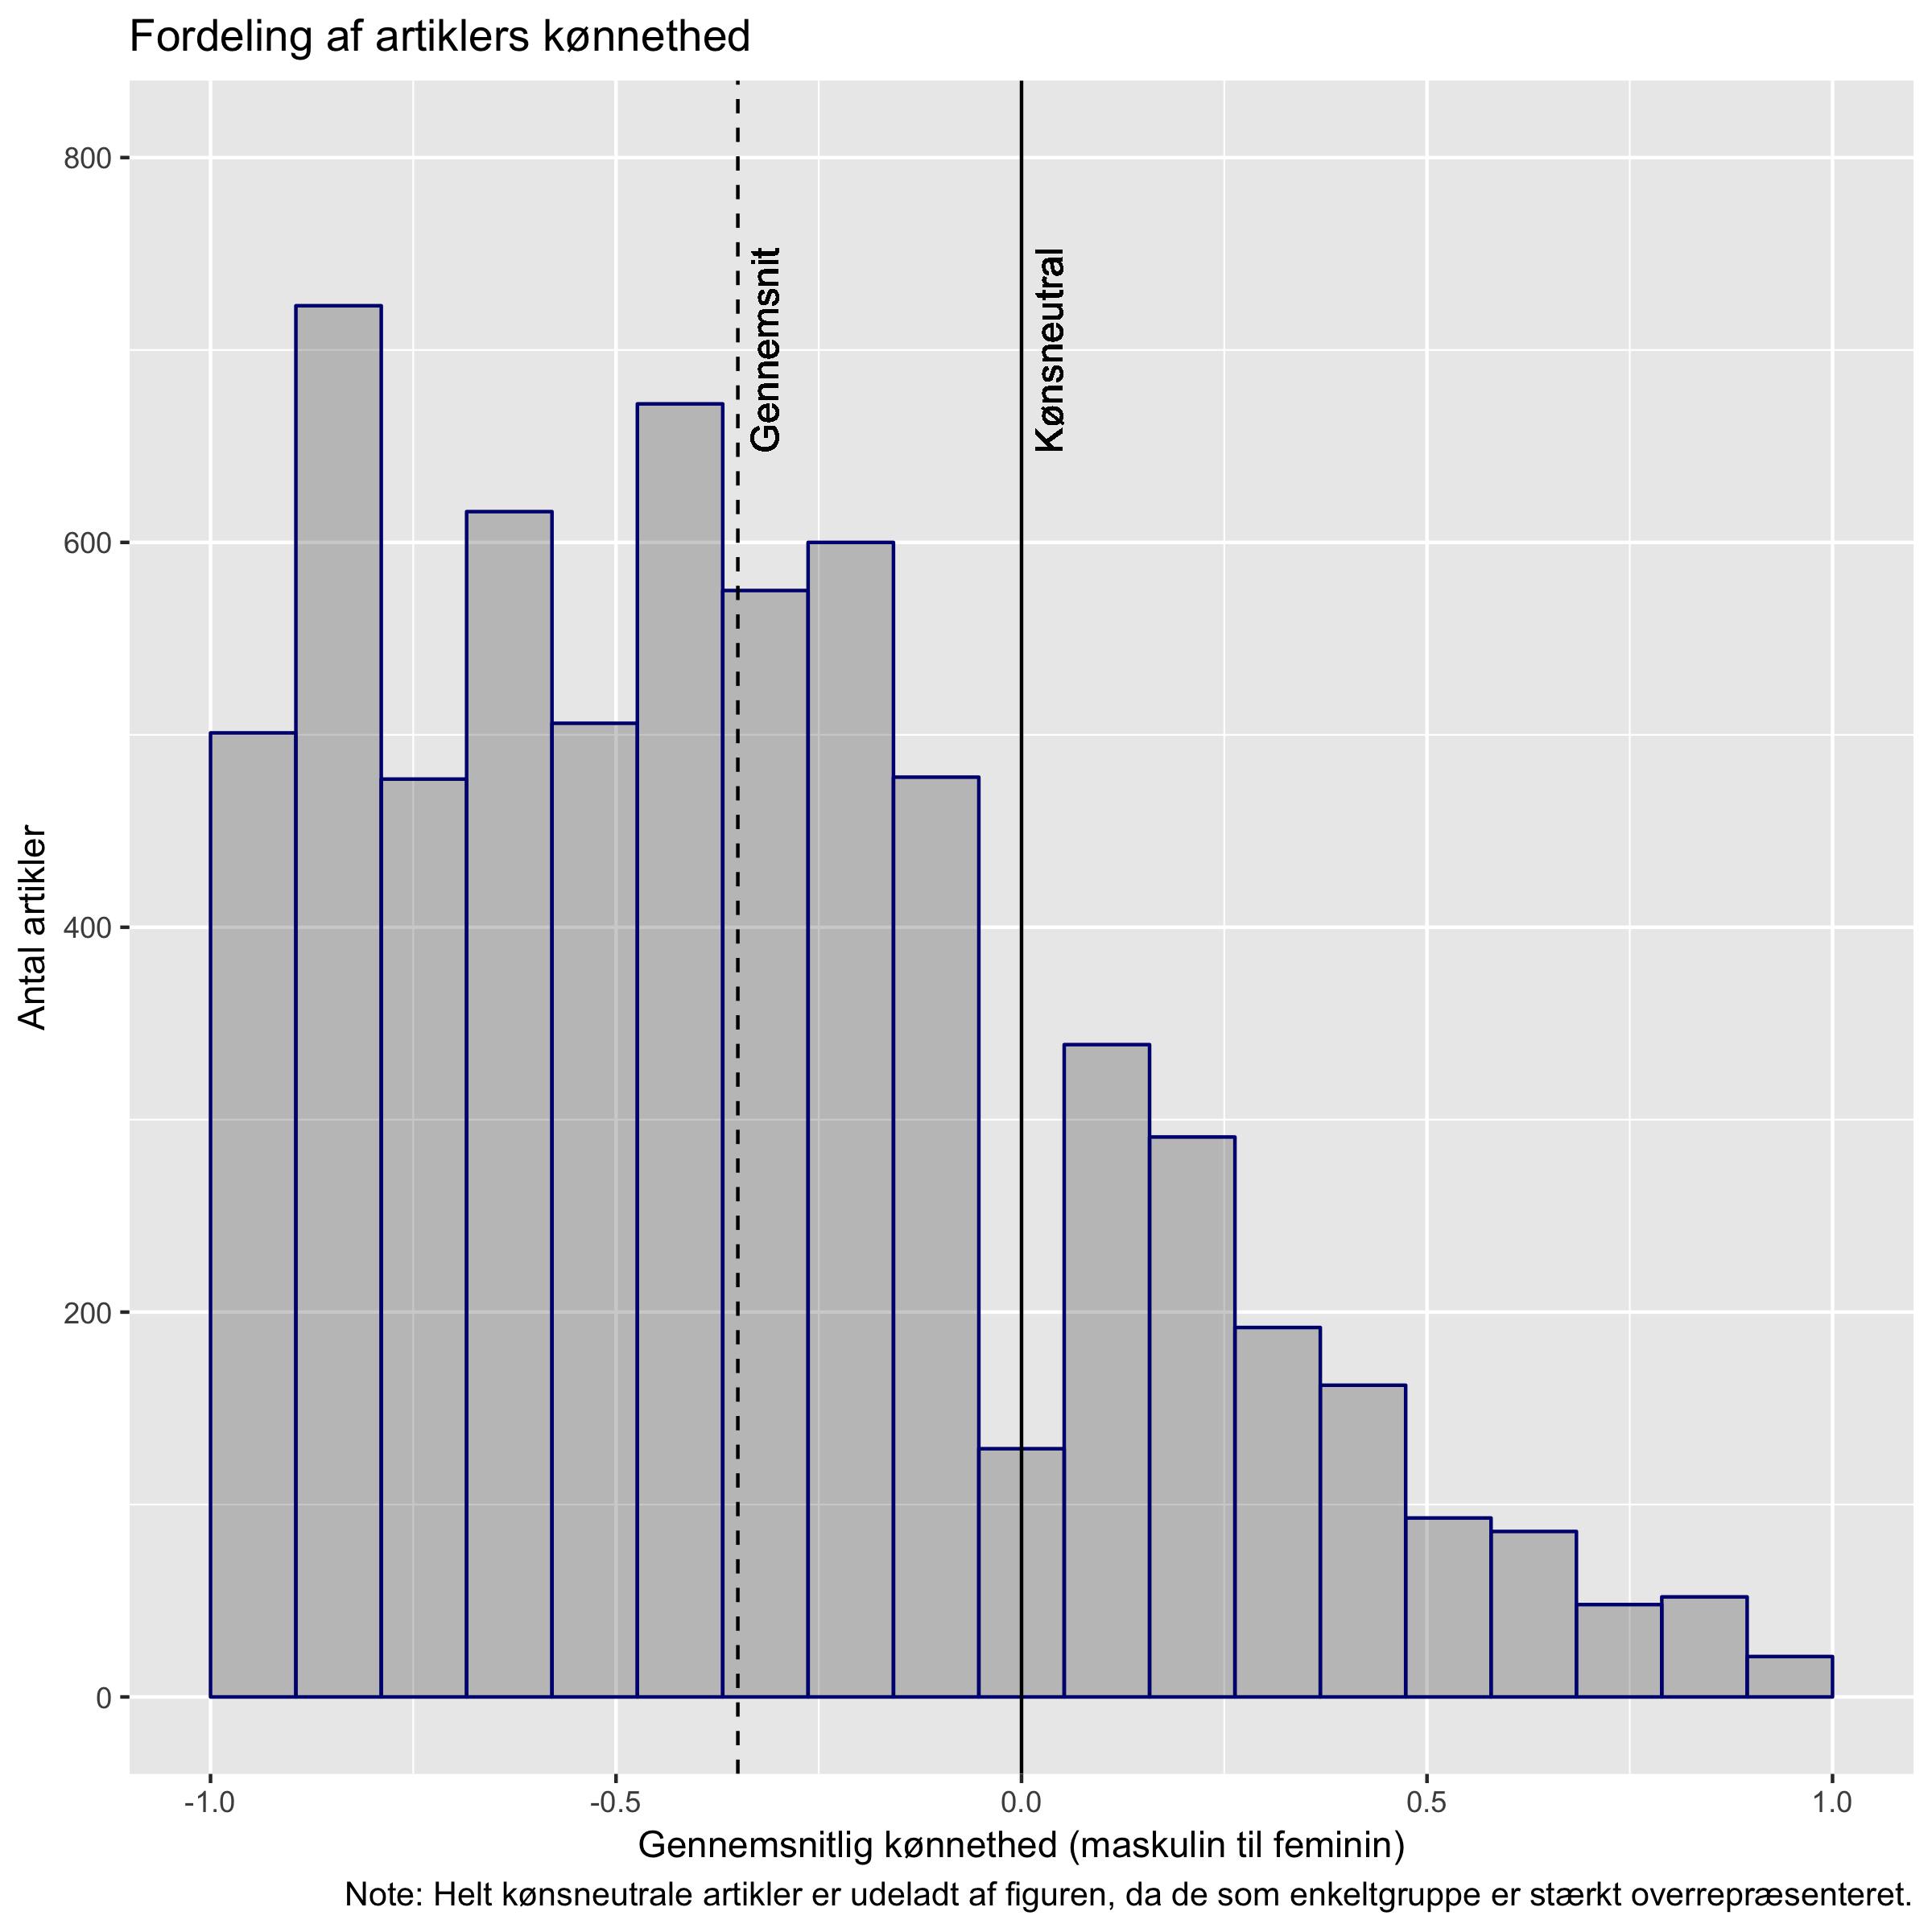 Fordeling af artiklers kønnethed
800
600
400
200
0
Antal artikler
Gennemsnit
Kønsneutral
-1.0
-0.5
0.0
0.5
1.0
Gennemsnitlig kønnethed (maskulin til feminin)
Note: Helt kønsneutrale artikler er udeladt af figuren, da de som enkeltgruppe er stærkt overrepræsenteret.